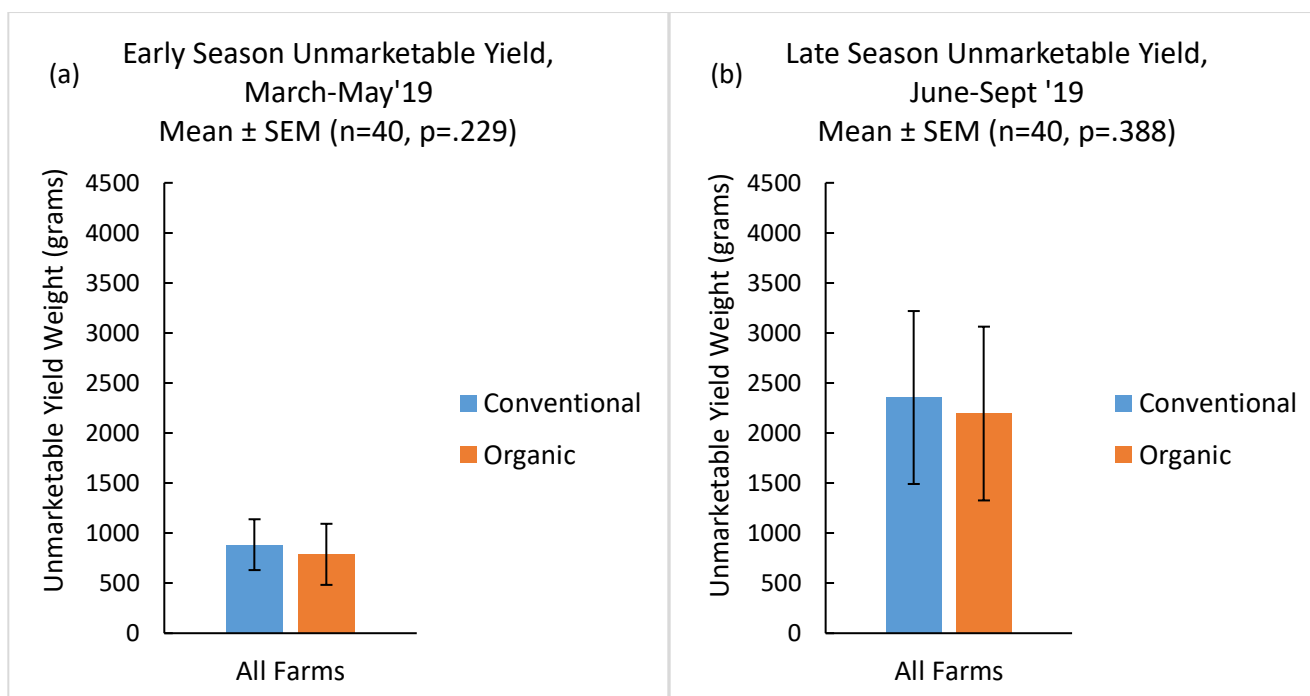 (a)
Early Season Unmarketable Yield,
March-May'19
Mean ± SEM (n=40, p=.229)
Unmarketable Yield Weight (grams)
4500
4000
3500
3000
2500
2000
1500
1000
500
0
All Farms
Conventional
Organic
(b)
Late Season Unmarketable Yield,
June-Sept '19
Mean ± SEM (n=40, p=.388)
Unmarketable Yield Weight (grams)
4500
4000
3500
3000
2500
2000
1500
1000
500
0
All Farms
Conventional
Organic